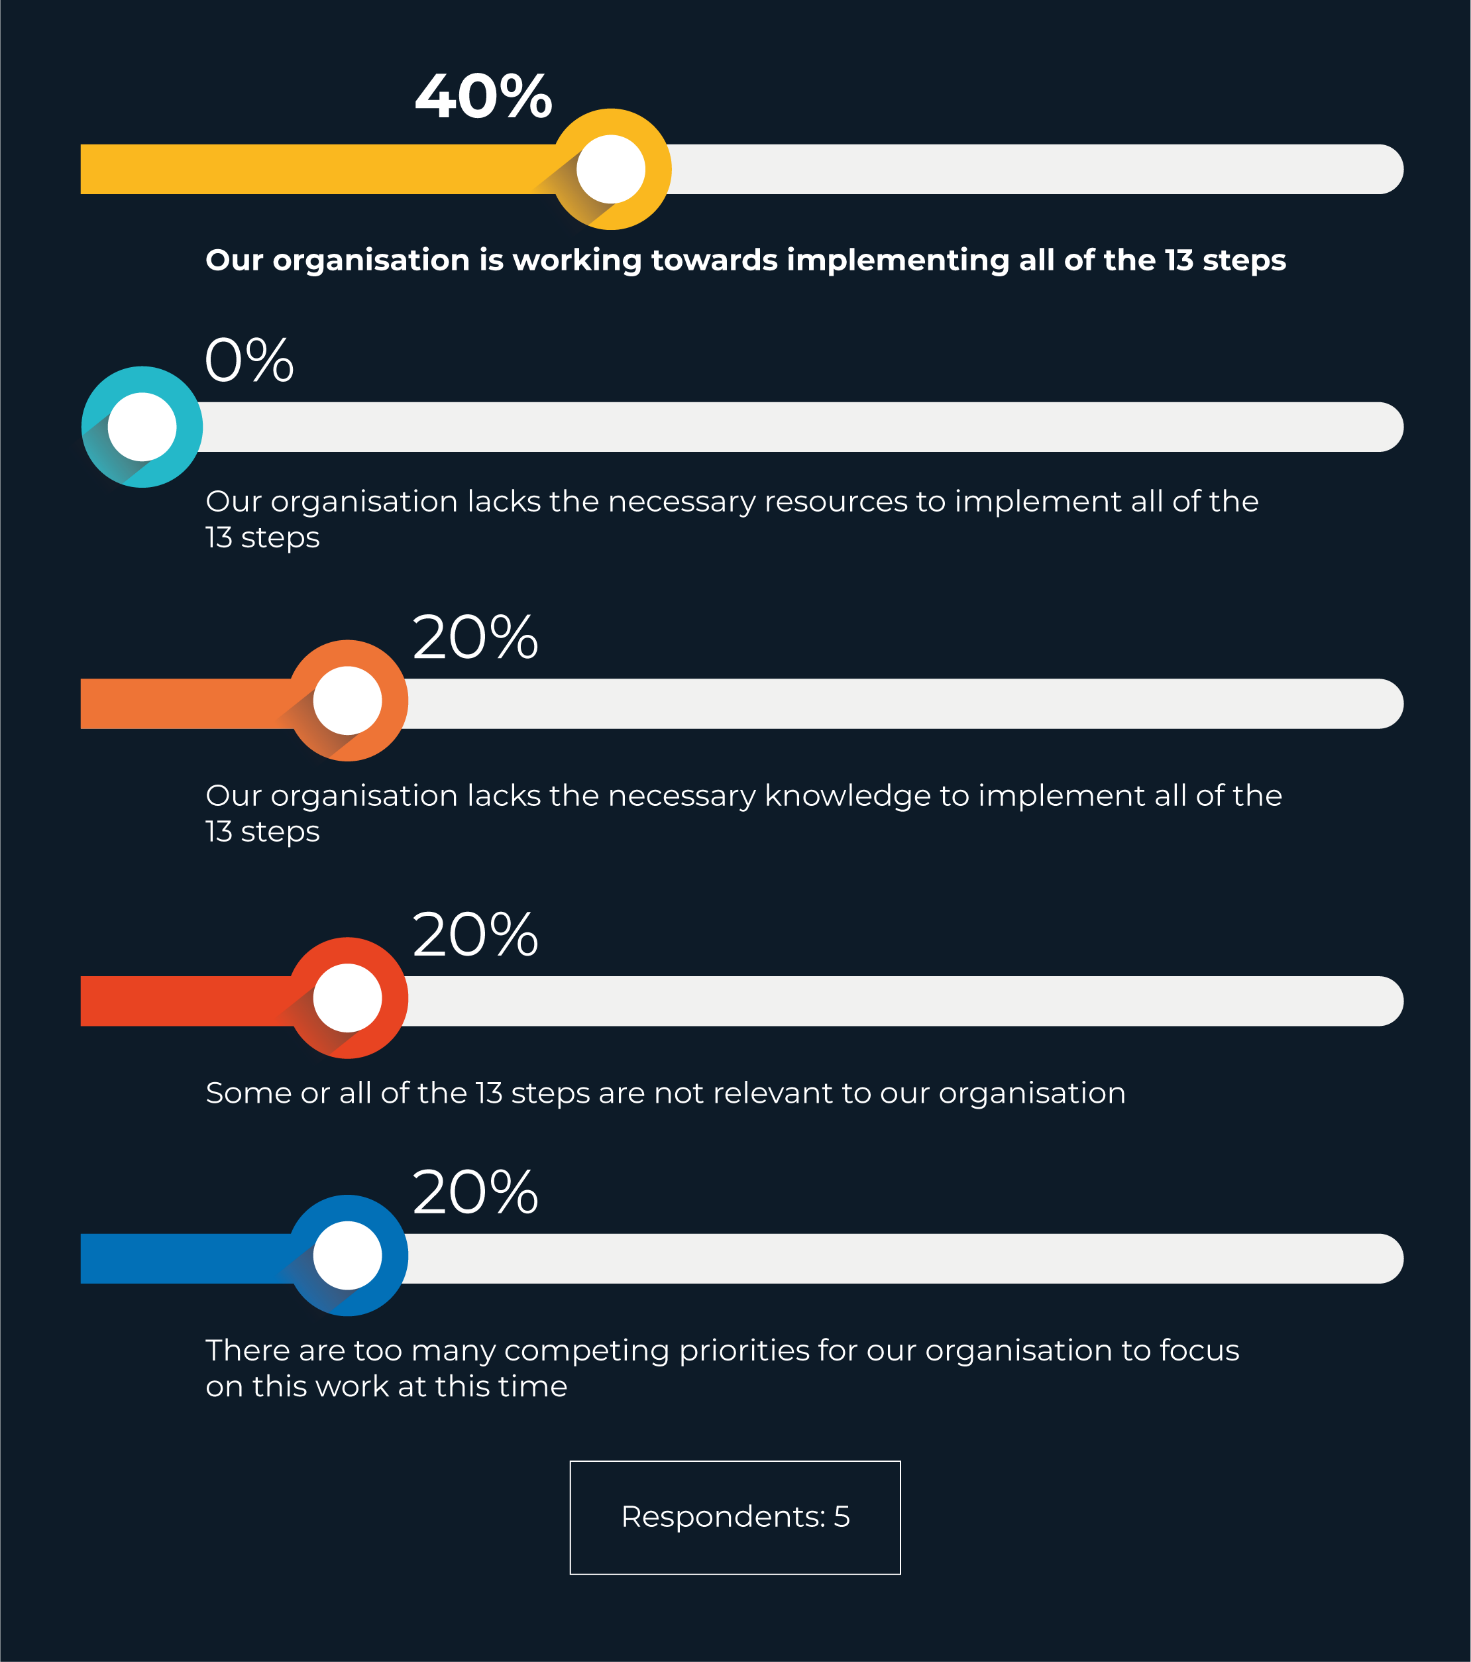 40%
Our organisation is working towards implementing all of the 13 steps
0%
Our organisation lacks the necessary resources to implement all of the
13 steps
20%
Our organisation lacks the necessary knowledge to implement all of the
13 steps
20%
Some or all of the 13 steps are not relevant to our organisation
20%
There are too many competing priorities for our organisation to focus
on this work at this time
Respondents: 5